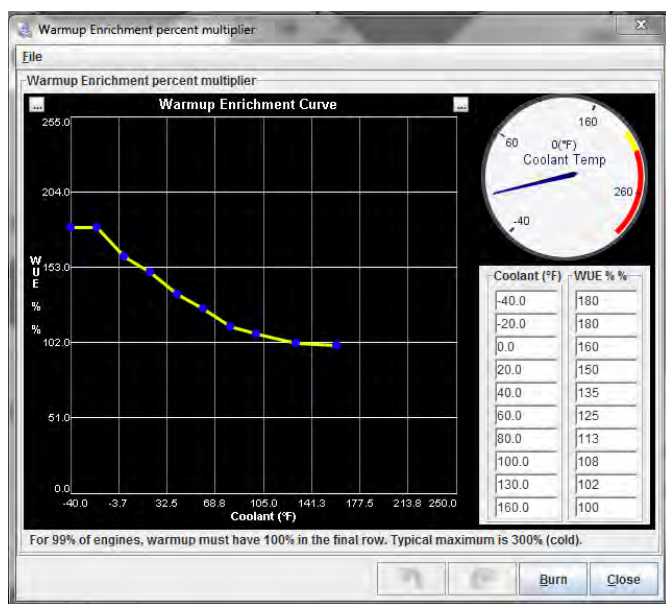 Warmup Enrichment percent multiplier
x
File
Warmup Enrichment percent multiplier
... Warmup Enrichment Curve ...
255.0
204.0
153.0
102.0
51.0
0.0
WUE % %
-40.0 -3.7 32.5 68.8 105.0 141.3 177.5 213.8 250.0
Coolant (°F)
160
60
0(°F)
Coolant Temp
260
-40
Coolant (°F) WUE % %
-40.0 180
-20.0 180
0.0 160
20.0 150
40.0 135
60.0 125
80.0 113
100.0 108
130.0 102
160.0 100
For 99% of engines, warmup must have 100% in the final row. Typical maximum is 300% (cold).
Burn Close